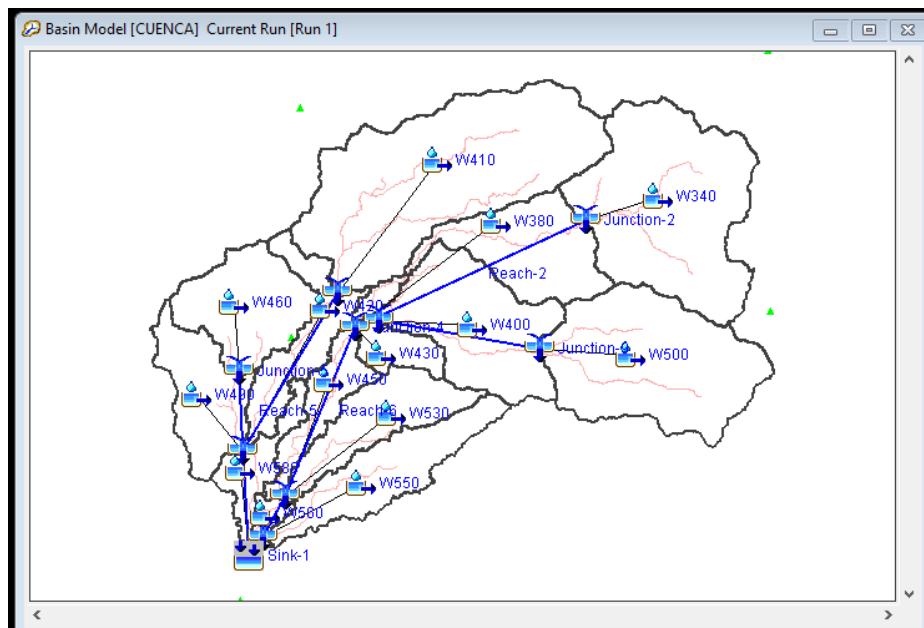 Basin Model [CUENCA] Current Run [Run 1]
W410
W340
W380
Junction-2
Reach-2
W460
W420
W400
W430
W500
W450
W490
Reach-5
Reach-6
W530
W550
W560
Sink-1